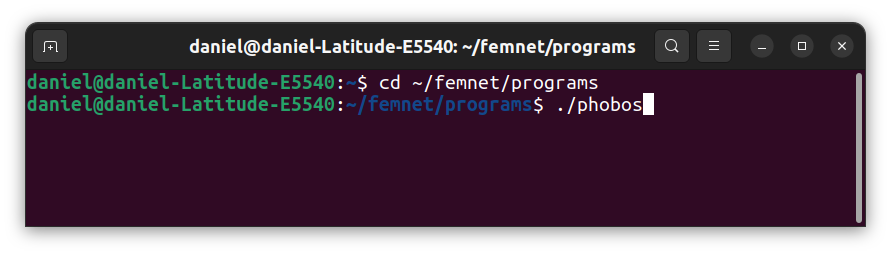 daniel@daniel-Latitude-E5540: ~/femnet/programs
daniel@daniel-Latitude-E5540:~$ cd ~/femnet/programs
daniel@daniel-Latitude-E5540:~/femnet/programs$ ./phobos